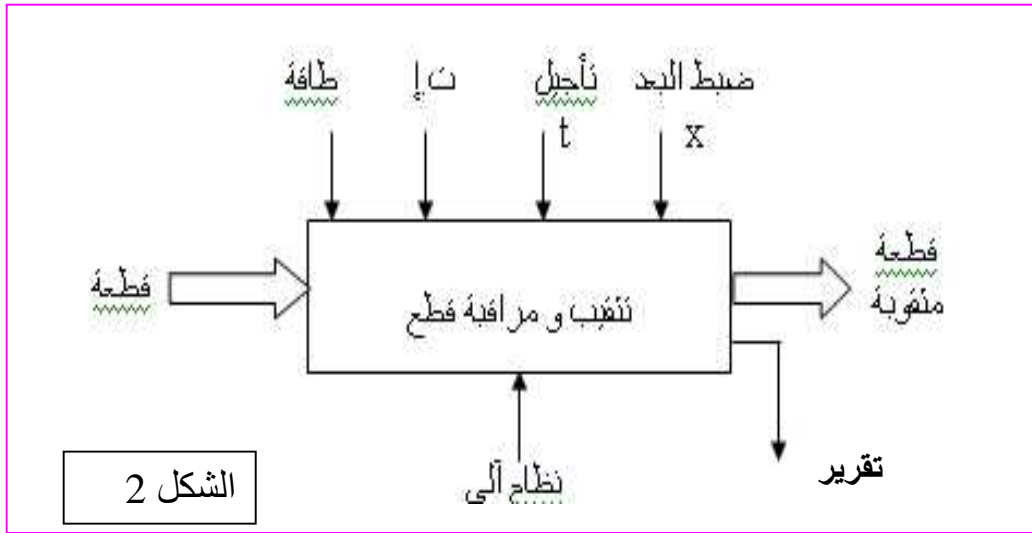 طاقة
ت إ
تأجيل
t
ضبط البعد
x
قطعة
تثقيب و مراقبة قطع
قطعة
مثقوبة
نظام آلي
تقرير
الشكل 2